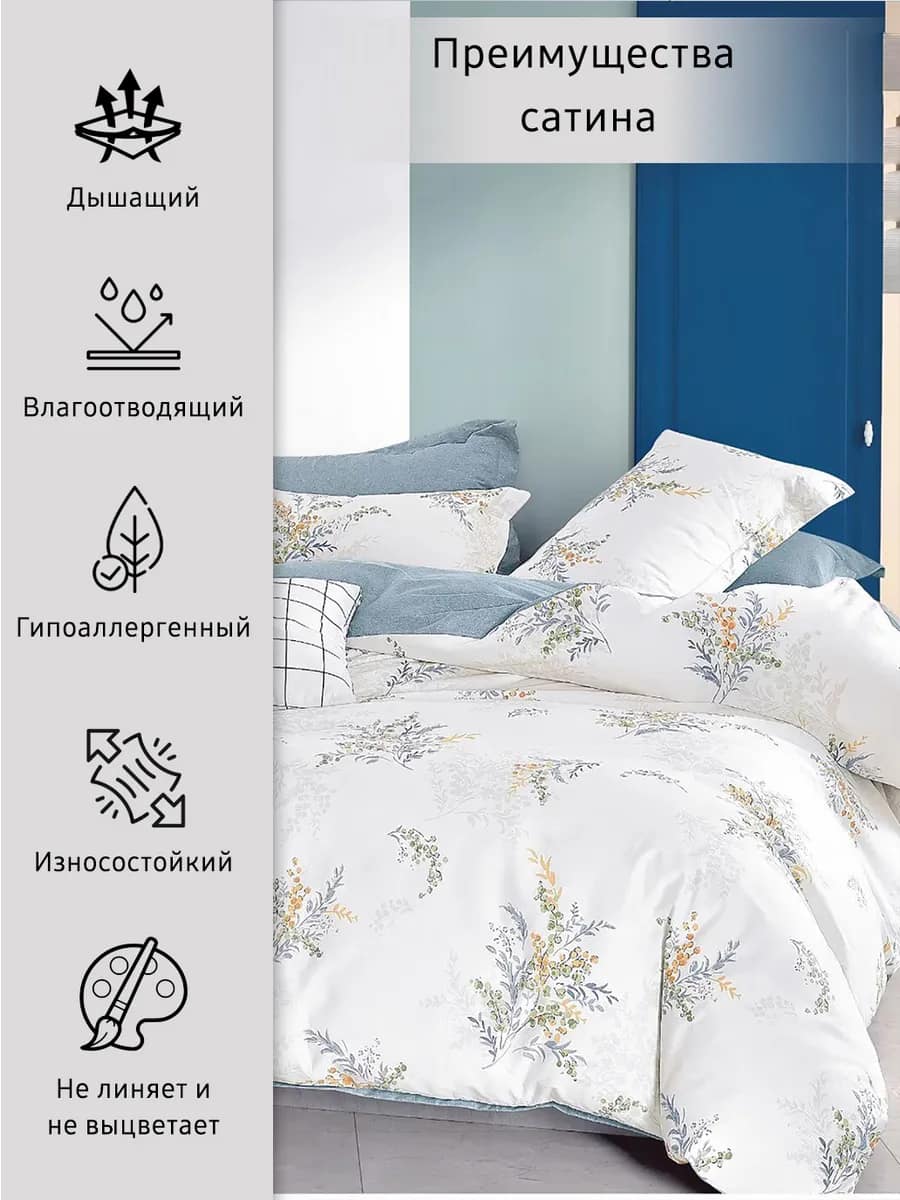 Преимущества
сатина
Дышащий
Влагоотводящий
Гипоаллергенный
Износостойкий
Не линяет и
не выцветает